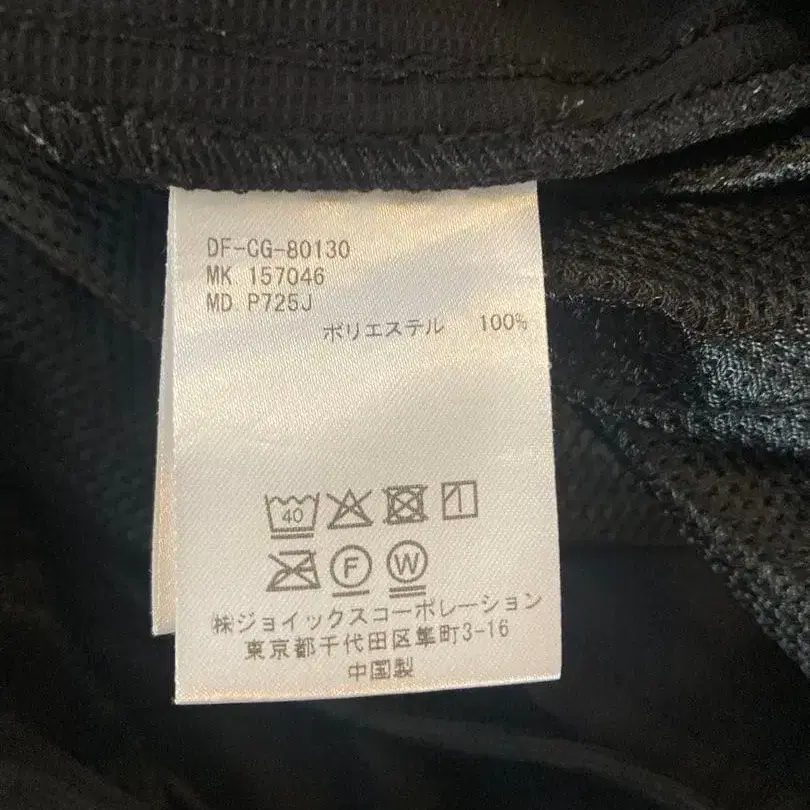 DF-CG-80130
MK 157046
MD P725J
ポリエステル 100%
40
F W
㈱ジョイックスコーポレーション
東京都千代田区隼町3-16
中国製